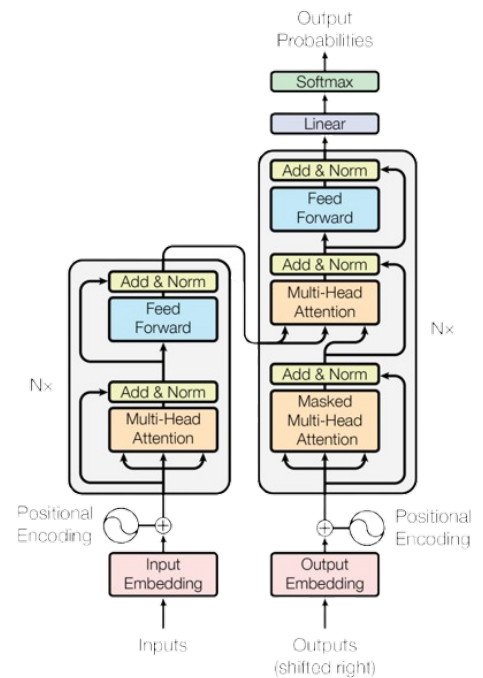 Output
Probabilities
Softmax
Linear
Add & Norm
Feed
Forward
Add & Norm
Multi-Head
Attention
Nx
Add & Norm
Masked
Multi-Head
Attention
Add & Norm
Feed
Forward
Nx
Add & Norm
Multi-Head
Attention
Positional
Encoding
Positional
Encoding
Input
Embedding
Output
Embedding
Inputs
Outputs
(shifted right)